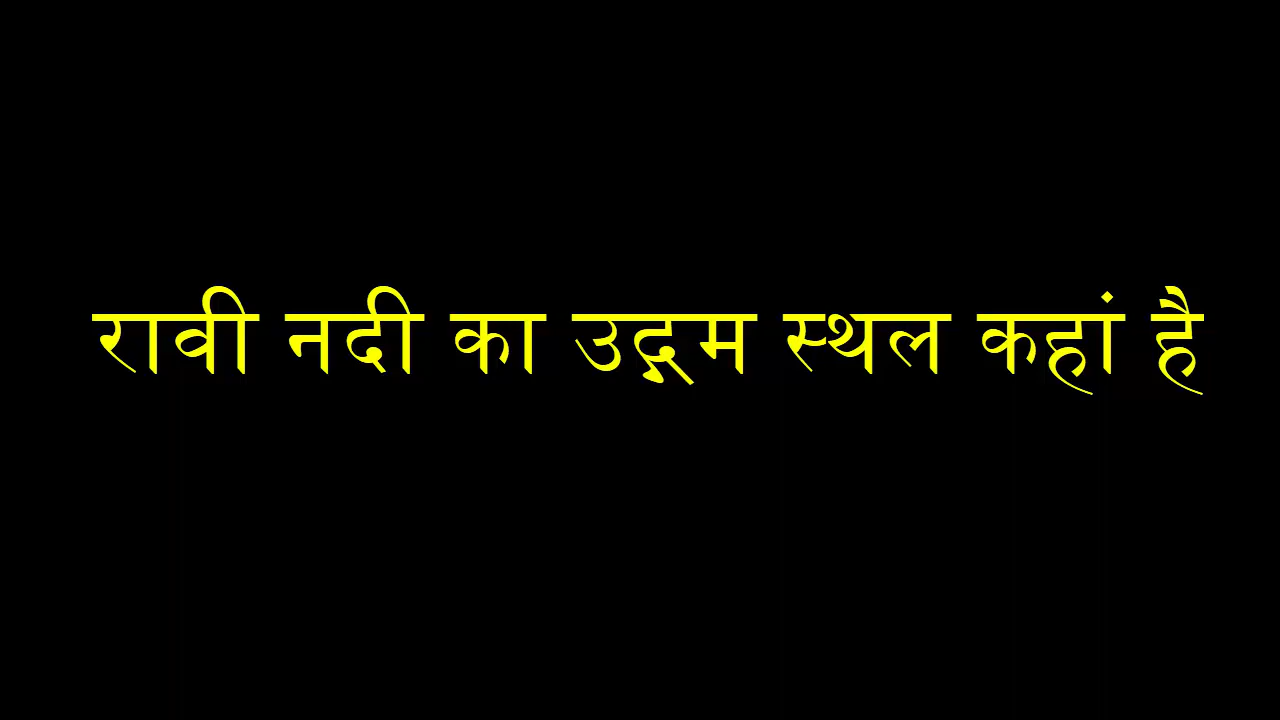 रावी नदी का उद्गम स्थल कहां है